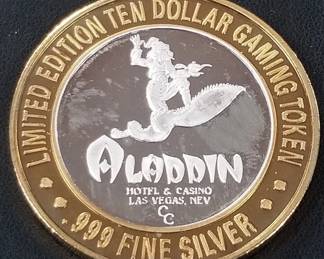 LIMITED EDITION TEN DOLLAR GAMING TOKEN
ALADDIN
HOTEL & CASINO
LAS VEGAS, NEV
CC
.999 FINE SILVER